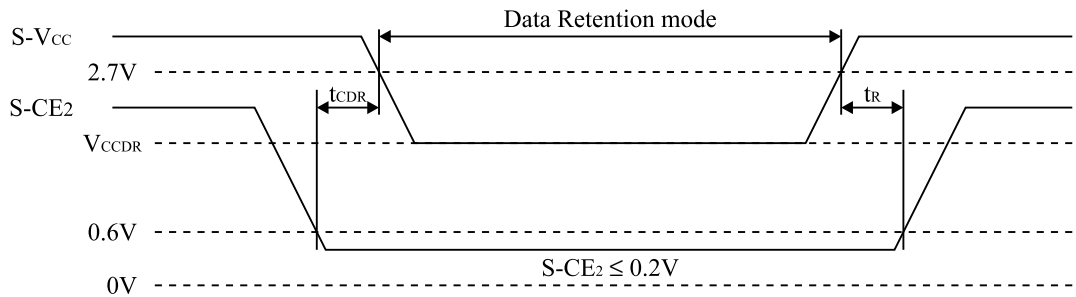 Data Retention mode
S-VCC
2.7V
S-CE2
tCDR
tR
VCCDR
0.6V
S-CE2 ≤ 0.2V
0V